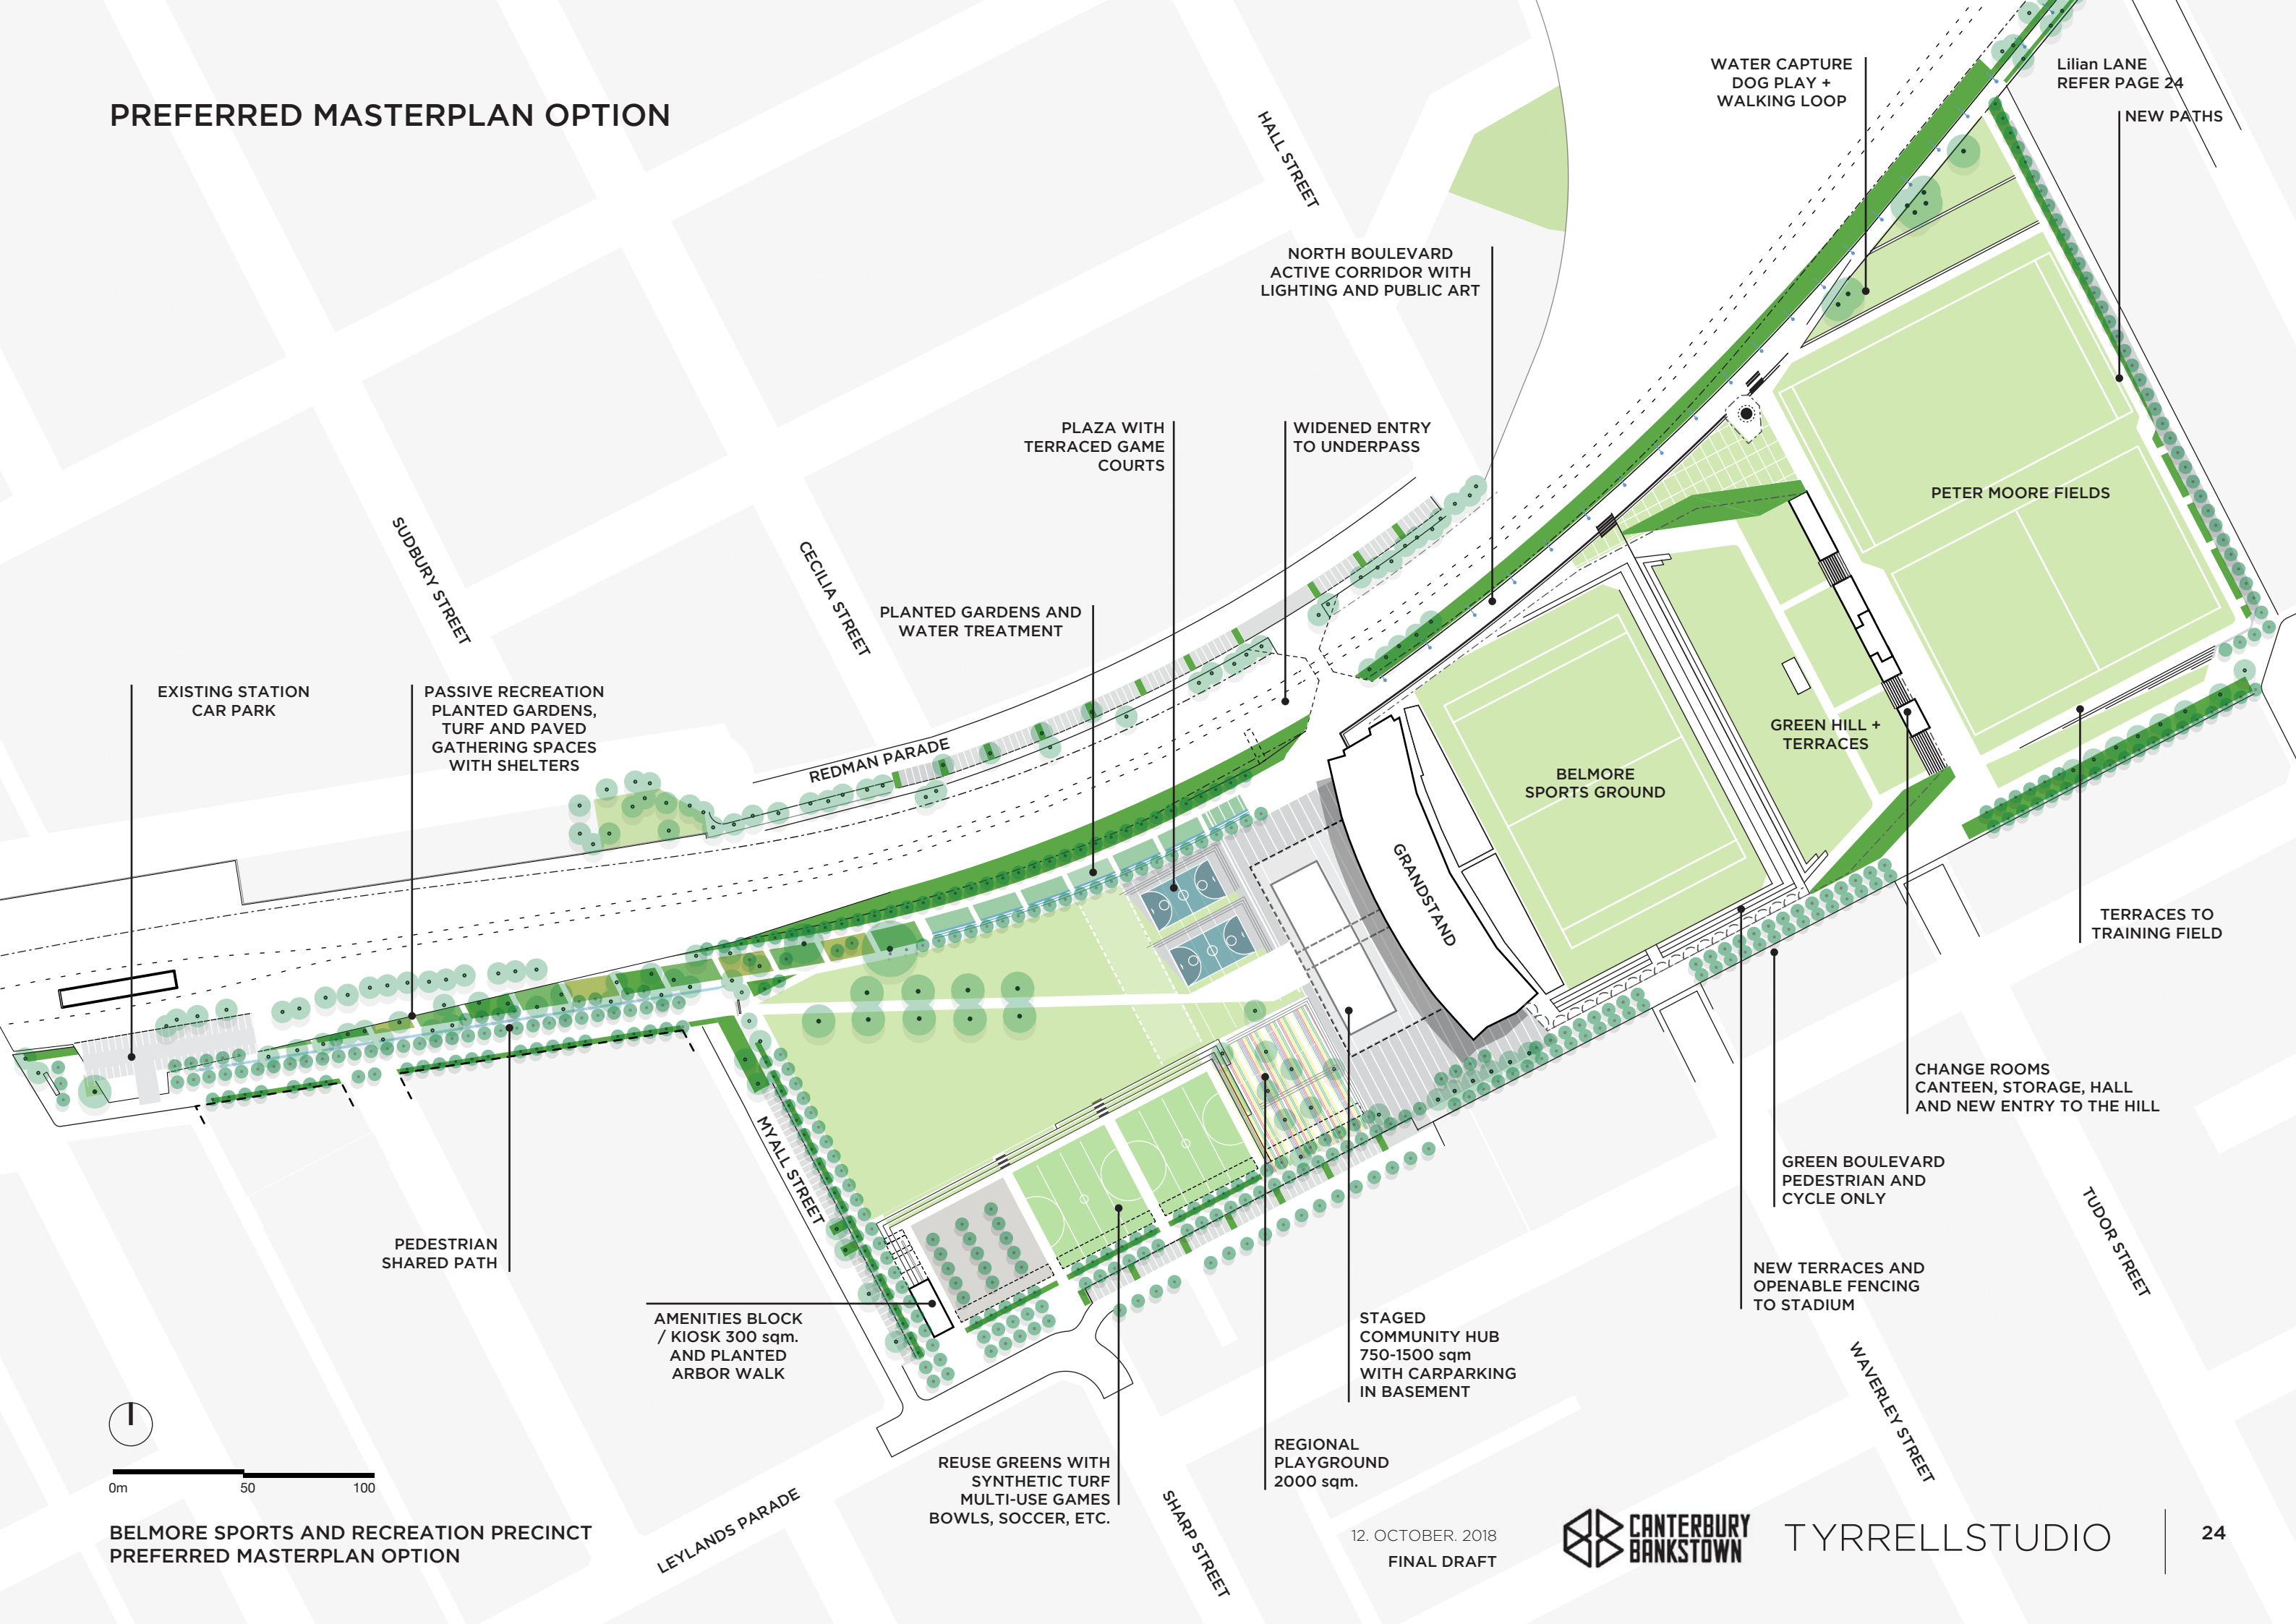 PREFERRED MASTERPLAN OPTION
WATER CAPTURE
DOG PLAY +
WALKING LOOP
Lilian LANE
REFER PAGE 24
NEW PATHS
HALL STREET
NORTH BOULEVARD
ACTIVE CORRIDOR WITH
LIGHTING AND PUBLIC ART
PLAZA WITH
TERRACED GAME
COURTS
WIDENED ENTRY
TO UNDERPASS
PETER MOORE FIELDS
SUDBURY STREET
CECILIA STREET
PLANTED GARDENS AND
WATER TREATMENT
EXISTING STATION
CAR PARK
PASSIVE RECREATION
PLANTED GARDENS,
TURF AND PAVED
GATHERING SPACES
WITH SHELTERS
REDMAN PARADE
GREEN HILL +
TERRACES
BELMORE
SPORTS GROUND
GRANDSTAND
TERRACES TO
TRAINING FIELD
CHANGE ROOMS
CANTEEN, STORAGE, HALL
AND NEW ENTRY TO THE HILL
MYALL STREET
GREEN BOULEVARD
PEDESTRIAN AND
CYCLE ONLY
TUDOR STREET
PEDESTRIAN
SHARED PATH
NEW TERRACES AND
OPENABLE FENCING
TO STADIUM
AMENITIES BLOCK
/ KIOSK 300 sqm.
AND PLANTED
ARBOR WALK
STAGED
COMMUNITY HUB
750-1500 sqm
WITH CARPARKING
IN BASEMENT
WAVERLEY STREET
REGIONAL
PLAYGROUND
2000 sqm.
REUSE GREENS WITH
SYNTHETIC TURF
MULTI-USE GAMES
BOWLS, SOCCER, ETC.
0m 50 100
LEYLANDS PARADE
SHARP STREET
BELMORE SPORTS AND RECREATION PRECINCT
PREFERRED MASTERPLAN OPTION
12. OCTOBER. 2018
FINAL DRAFT
CANTERBURY
BANKSTOWN
TYRRELLSTUDIO
24